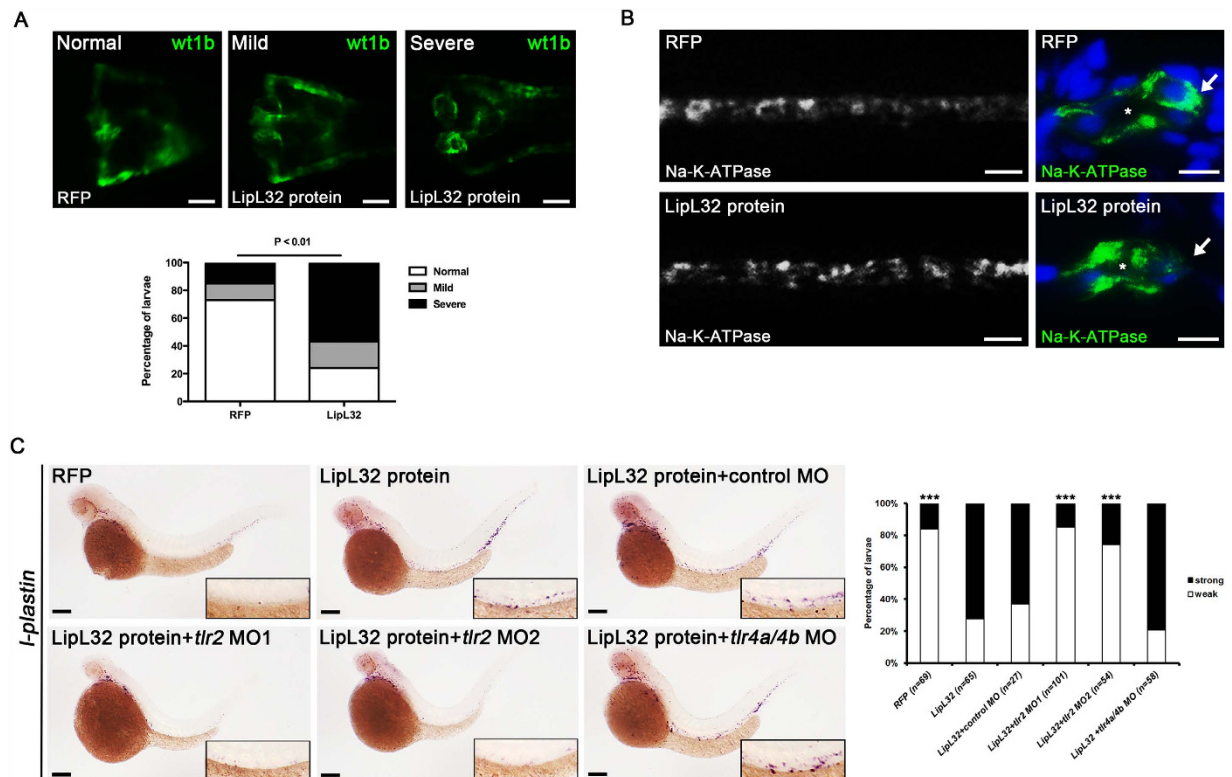 A
Normal wt1b
RFP
Mild wt1b
LipL32 protein
Severe wt1b
LipL32 protein
P < 0.01
Percentage of larvae
100
80
60
40
20
0
RFP
LipL32
Normal
Mild
Severe
B
RFP
Na-K-ATPase
RFP
*
Na-K-ATPase
LipL32 protein
Na-K-ATPase
LipL32 protein
*
Na-K-ATPase
C
l-plastin
RFP
LipL32 protein
LipL32 protein+control MO
LipL32 protein+tlr2 MO1
LipL32 protein+tlr2 MO2
LipL32 protein+tlr4a/4b MO
Percentage of larvae
100%
80%
60%
40%
20%
0%
***
***
***
RFP (n=69)
LipL32 (n=65)
LipL32+control MO (n=27)
LipL32+tlr2 MO1 (n=101)
LipL32+tlr2 MO2 (n=54)
LipL32 +tlr4a/4b MO (n=58)
strong
weak